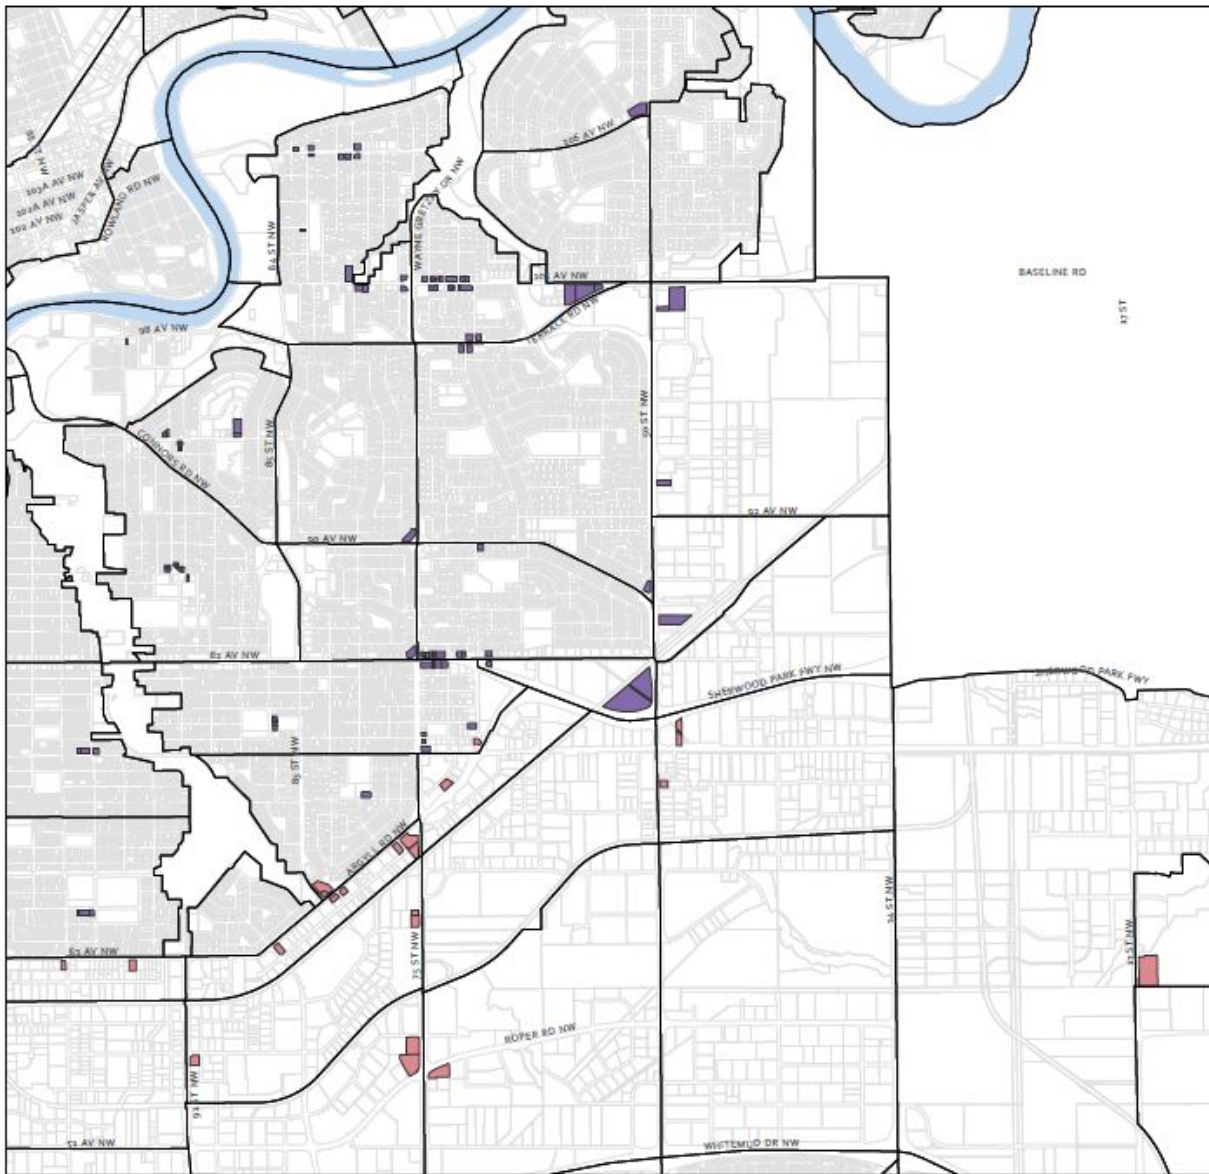 106 AV NW
103A AV NW
102A AV NW
102 AV NW
JASPER AV NW
ROWLAND RD NW
84 ST NW
WAYNE GRETZKY DR NW
101 AV NW
BASELINE RD
17 ST
98 AV NW
TERRACE RD NW
50 ST NW
CONNORS RD NW
85 ST NW
92 AV NW
90 AV NW
82 AV NW
SHERWOOD PARK FWY NW
SHERWOOD PARK FWY
83 ST NW
ARGYLL RD NW
34 ST NW
63 AV NW
75 ST NW
17 ST NW
ROPER RD NW
91 ST NW
51 AV NW
WHITEMUD DR NW